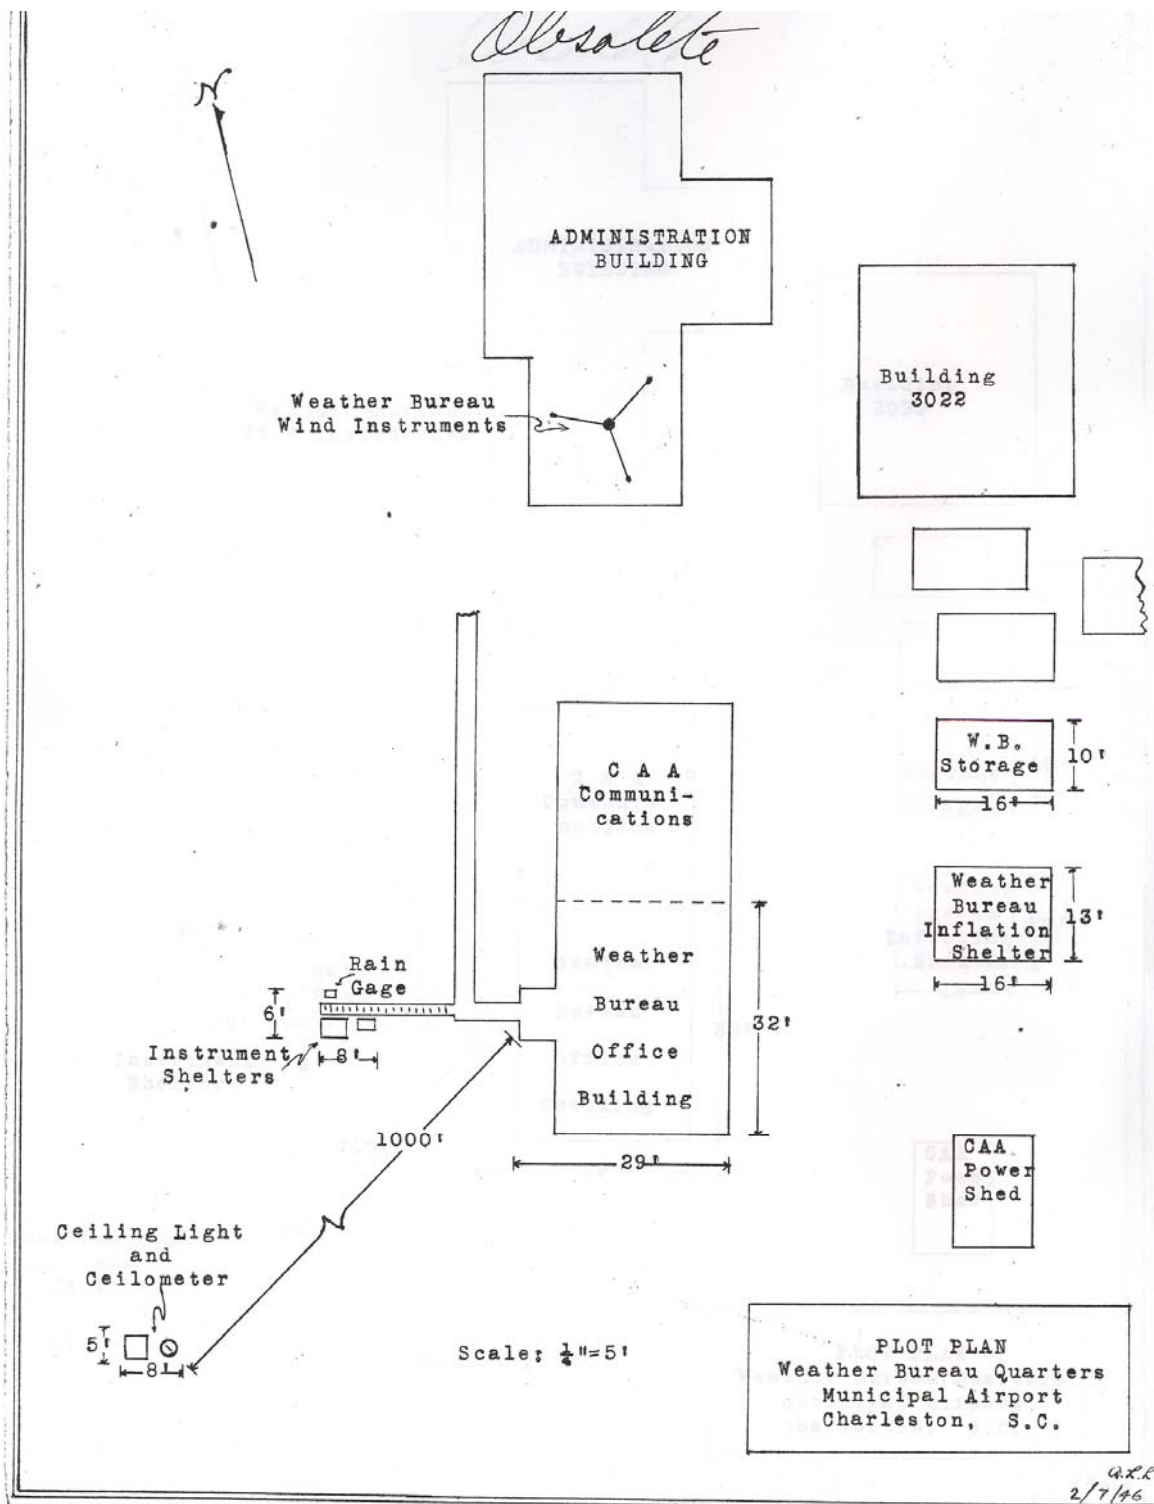 Obsolete
N
ADMINISTRATION
BUILDING
Building
3022
Weather Bureau
Wind Instruments
W.B.
Storage
10'
16'
C A A
Communi-
cations
Weather
Bureau
Inflation
Shelter
13'
16'
Weather
Bureau
Office
Building
32'
29'
Rain
Gage
6'
8'
Instrument
Shelters
1000'
CAA
Power
Shed
Ceiling Light
and
Ceilometer
5'
8'
Scale: ¼"=5'
PLOT PLAN
Weather Bureau Quarters
Municipal Airport
Charleston, S.C.
2/7/46